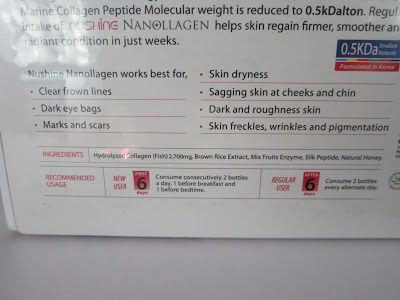 Marine Collagen Peptide Molecular weight is reduced to 0.5kDalton. Regul
intake of nushine NANOLLAGEN helps skin regain firmer, smoother an
radiant condition in just weeks.
0.5KDa Smallest Molecule
Formulated in Korea
Nushine Nanollagen works best for,
• Clear frown lines
• Dark eye bags
• Marks and scars
• Skin dryness
• Sagging skin at cheeks and chin
• Dark and roughness skin
• Skin freckles, wrinkles and pigmentation
INGREDIENTS Hydrolyzed Collagen (Fish) 2,700mg, Brown Rice Extract, Mix Fruits Enzyme, Silk Peptide, Natural Honey.
RECOMMENDED
USAGE
NEW
USER
FIRST
6
days
Consume consecutively 2 bottles
a day, 1 before breakfast and
1 before bedtime.
REGULAR
USER
AFTER
6
days
Consume 2 bottles
every alternate day.